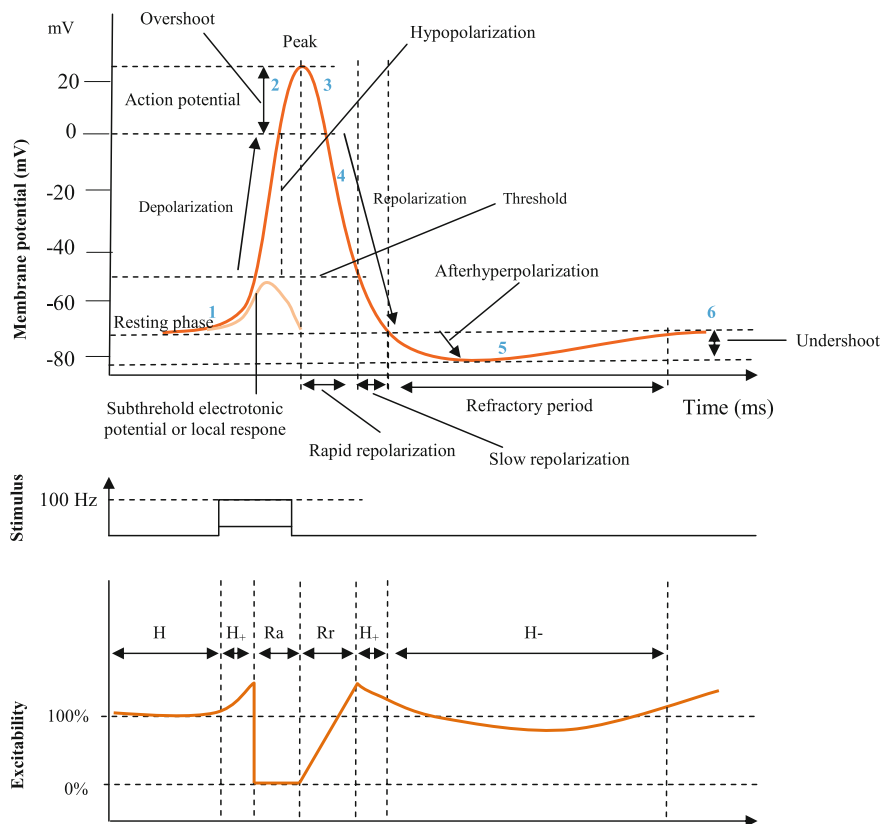 Overshoot
mV
Peak
Hypopolarization
20
2
3
Action potential
0
4
-20
Depolarization
Repolarization
Threshold
Membrane potential (mV)
-40
Afterhyperpolarization
-60
1
6
Resting phase
5
Undershoot
-80
Subthrehold electrotonic
potential or local respone
Refractory period
Time (ms)
Rapid repolarization
Slow repolarization
Stimulus
100 Hz
H
H+
Ra
Rr
H+
H-
Excitability
100%
0%